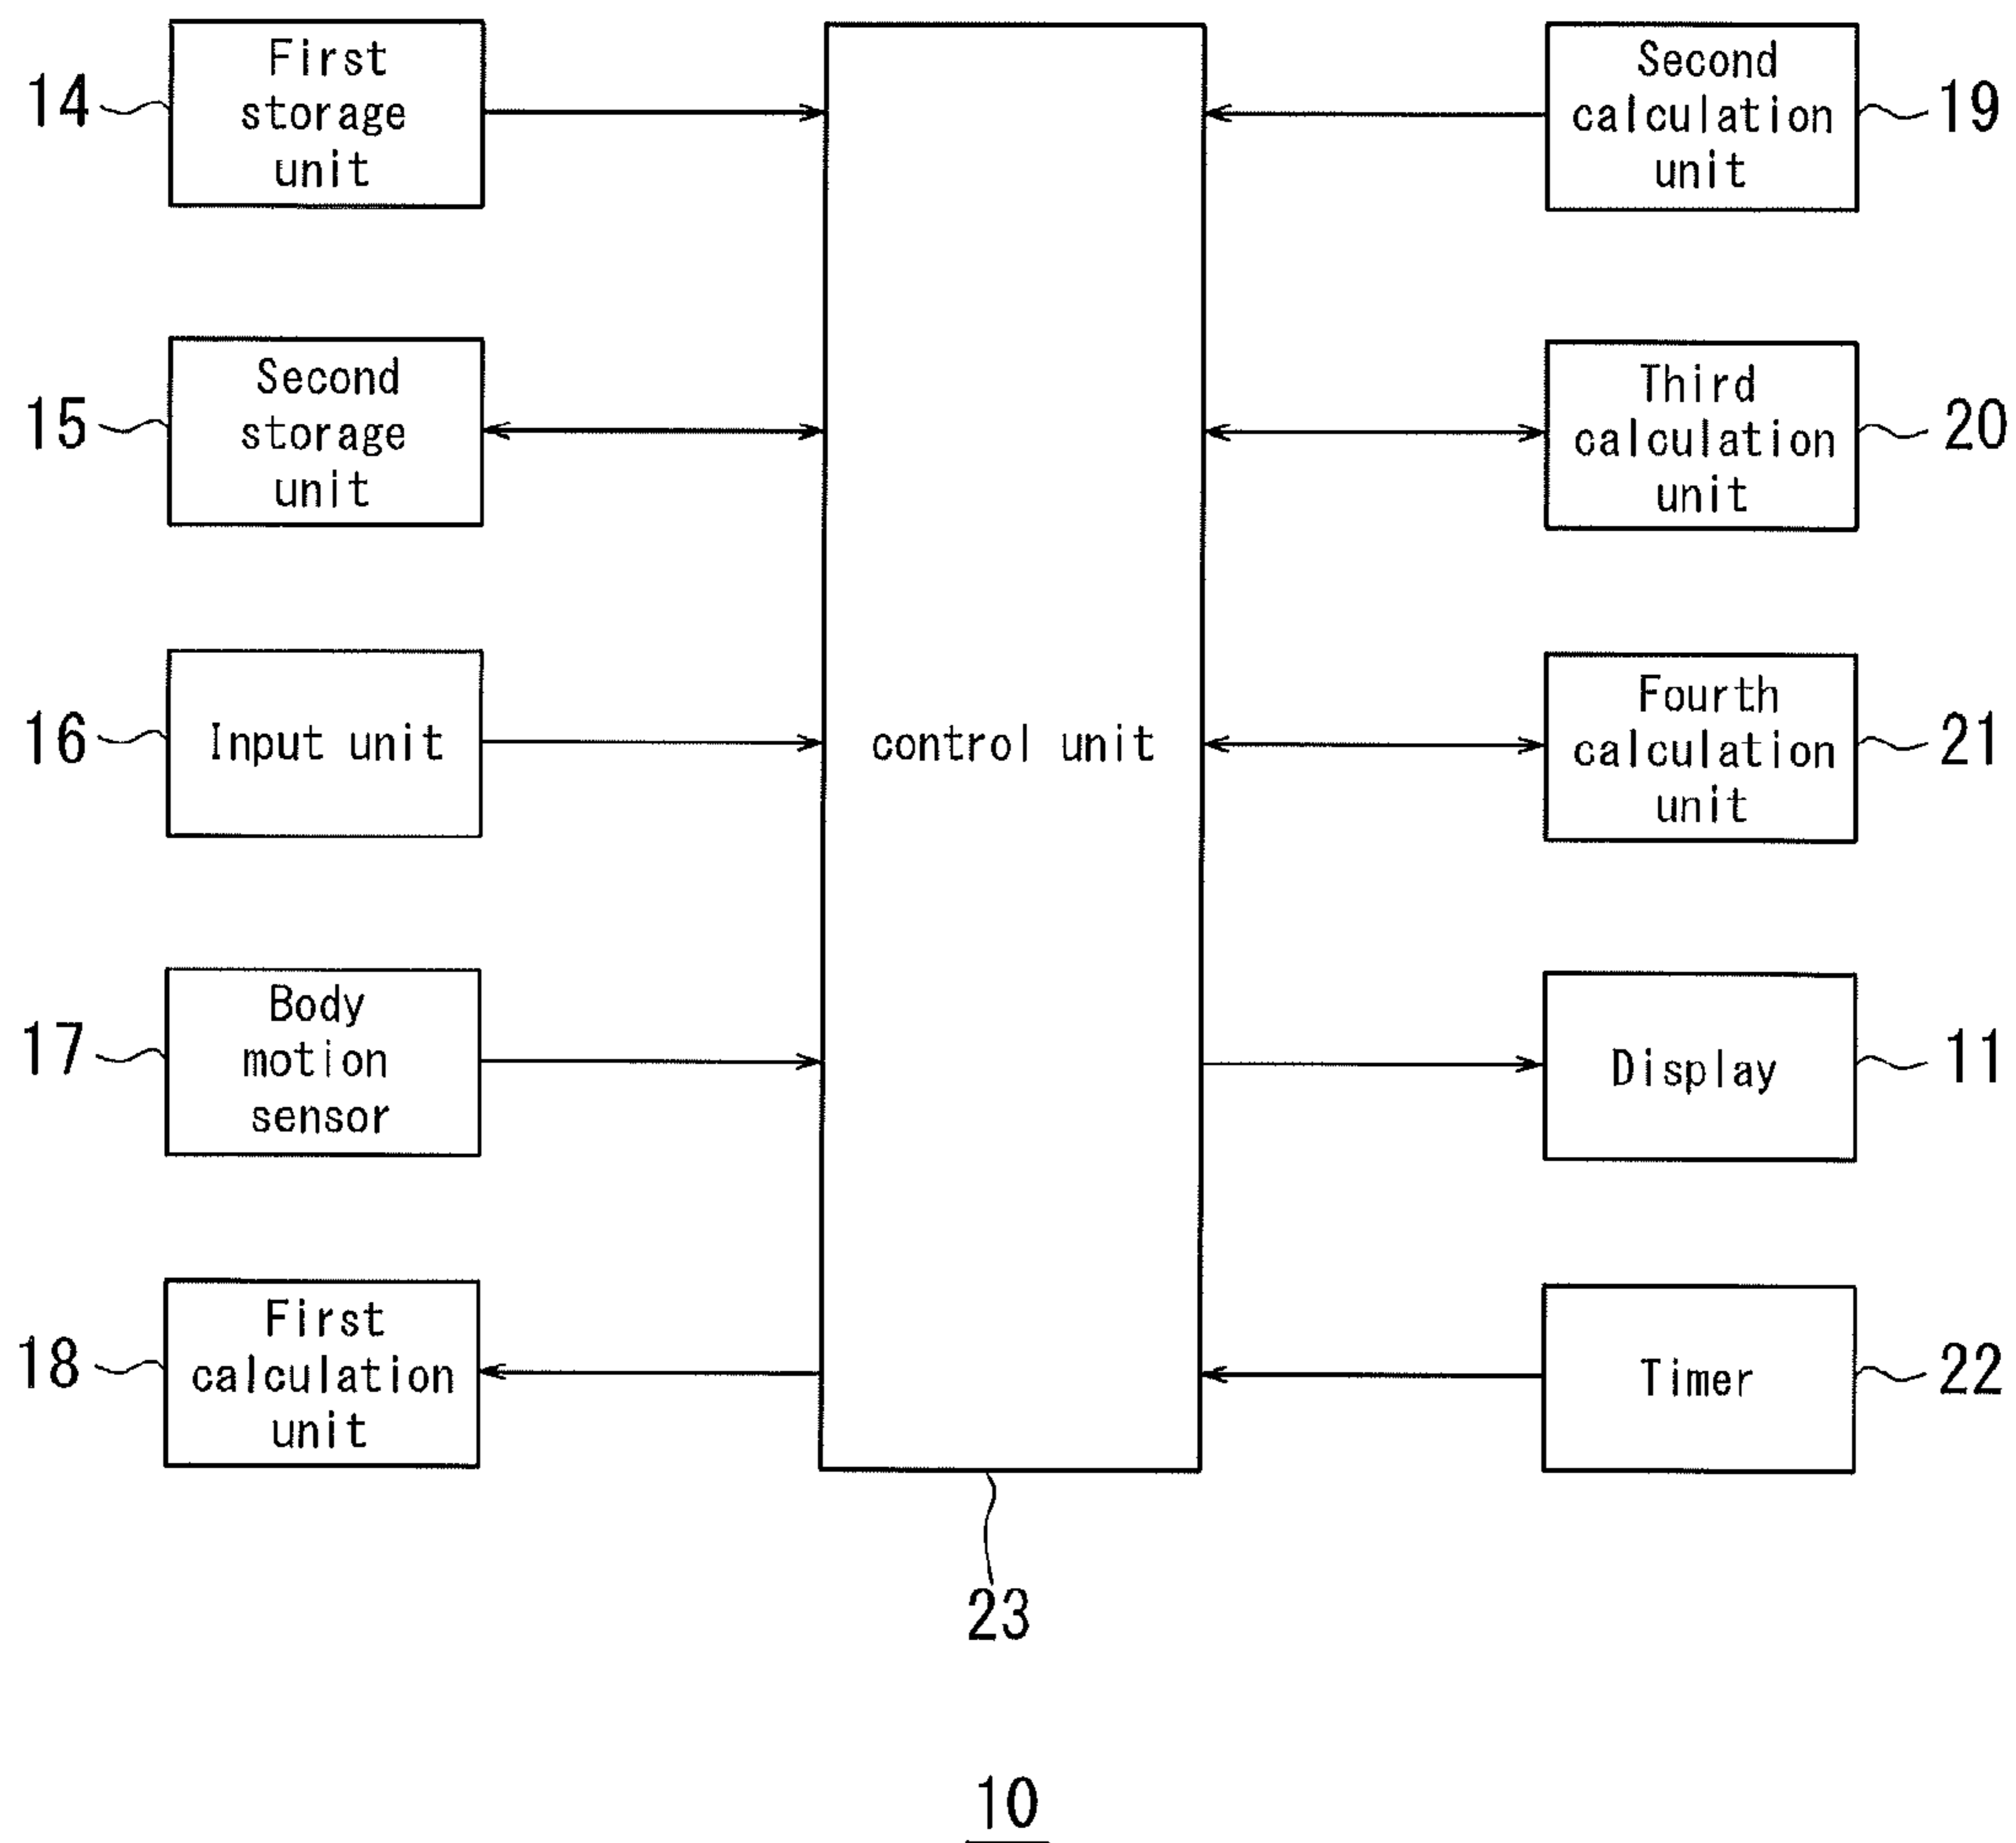 14
First
storage
unit
15
Second
storage
unit
16
Input unit
17
Body
motion
sensor
18
First
calculation
unit
control unit
23
Second
calculation
unit
19
Third
calculation
unit
20
Fourth
calculation
unit
21
Display
11
Timer
22
10